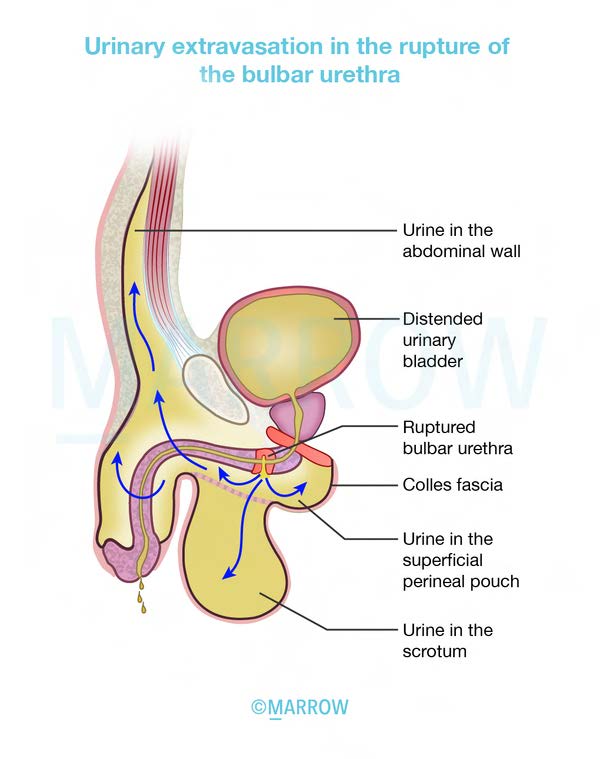 Urinary extravasation in the rupture of
the bulbar urethra
Urine in the
abdominal wall
Distended
urinary
bladder
MARROW
Ruptured
bulbar urethra
Colles fascia
Urine in the
superficial
perineal pouch
Urine in the
scrotum
©MARROW